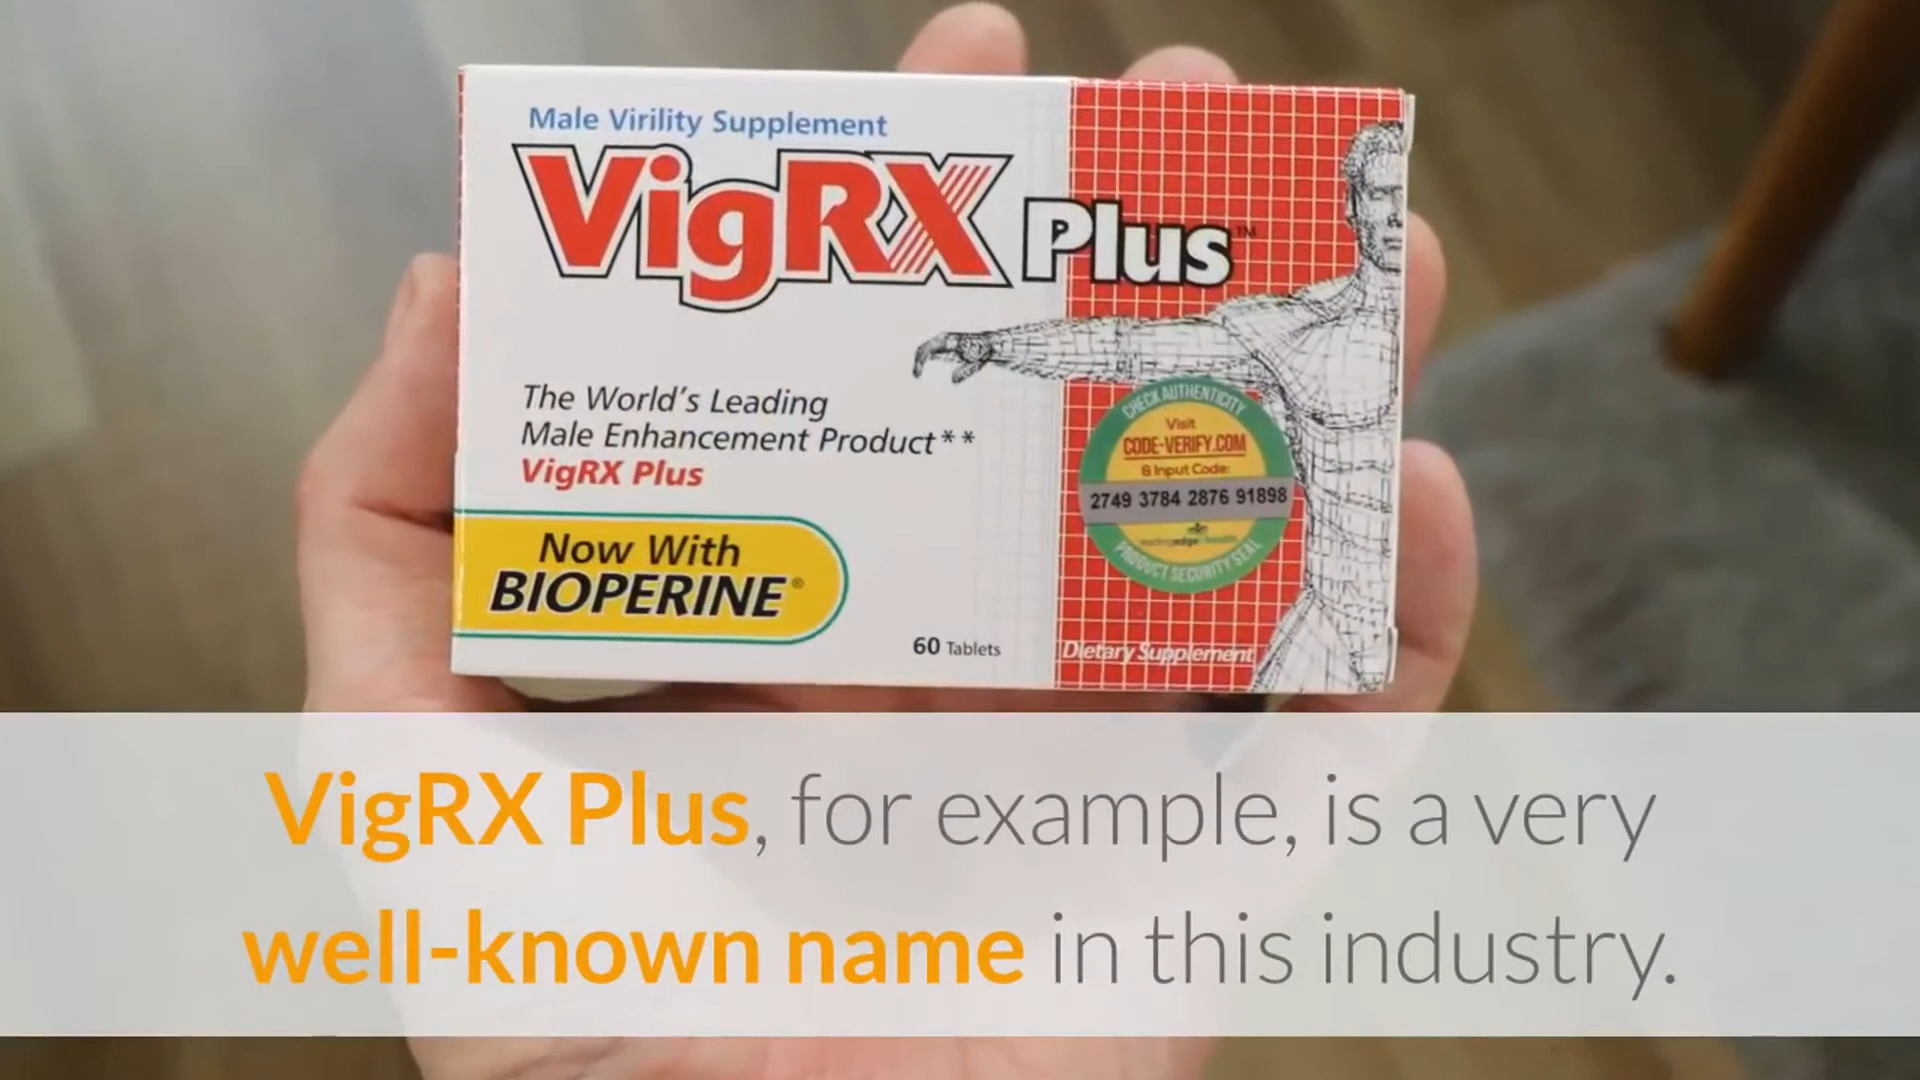 Male Virility Supplement
VigRX Plus™
The World's Leading
Male Enhancement Product**
VigRX Plus
Now With
BIOPERINE®
60 Tablets
CHECK AUTHENTICITY
Visit
CODE-VERIFY.COM
& Input Code:
2749 3784 2876 91898
PRODUCT SECURITY SEAL
Dietary Supplement
VigRX Plus, for example, is a very
well-known name in this industry.